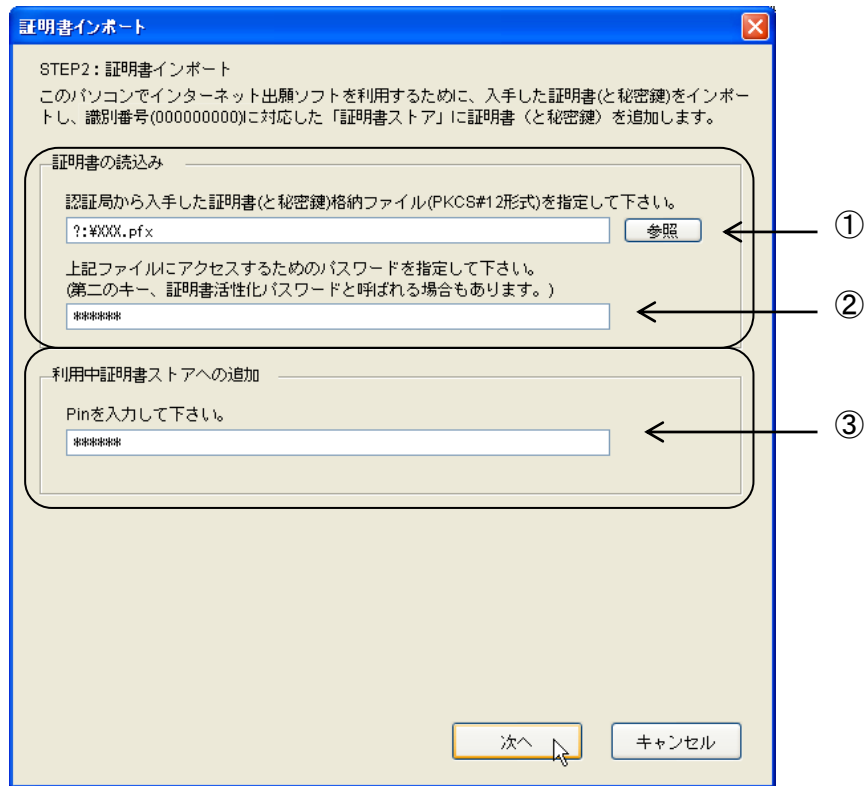 証明書インポート
STEP2：証明書インポート
このパソコンでインターネット出願ソフトを利用するために、入手した証明書(と秘密鍵)をインポー
トし、識別番号(000000000)に対応した「証明書ストア」に証明書（と秘密鍵）を追加します。
証明書の読込み
認証局から入手した証明書(と秘密鍵)格納ファイル(PKCS#12形式)を指定して下さい。
?:¥XXX.pfx
参照
①
上記ファイルにアクセスするためのパスワードを指定して下さい。
(第二のキー、証明書活性化パスワードと呼ばれる場合もあります。)
******
②
利用中証明書ストアへの追加
Pinを入力して下さい。
******
③
次へ
キャンセル